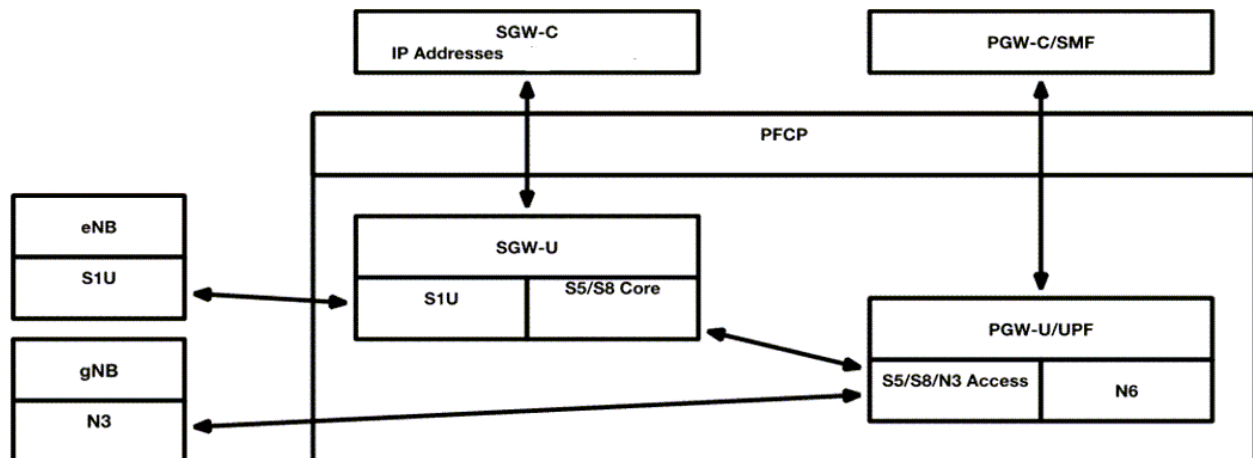 SGW-C
IP Addresses
PGW-C/SMF
PFCP
eNB
S1U
SGW-U
S1U
S5/S8 Core
gNB
N3
PGW-U/UPF
S5/S8/N3 Access
N6